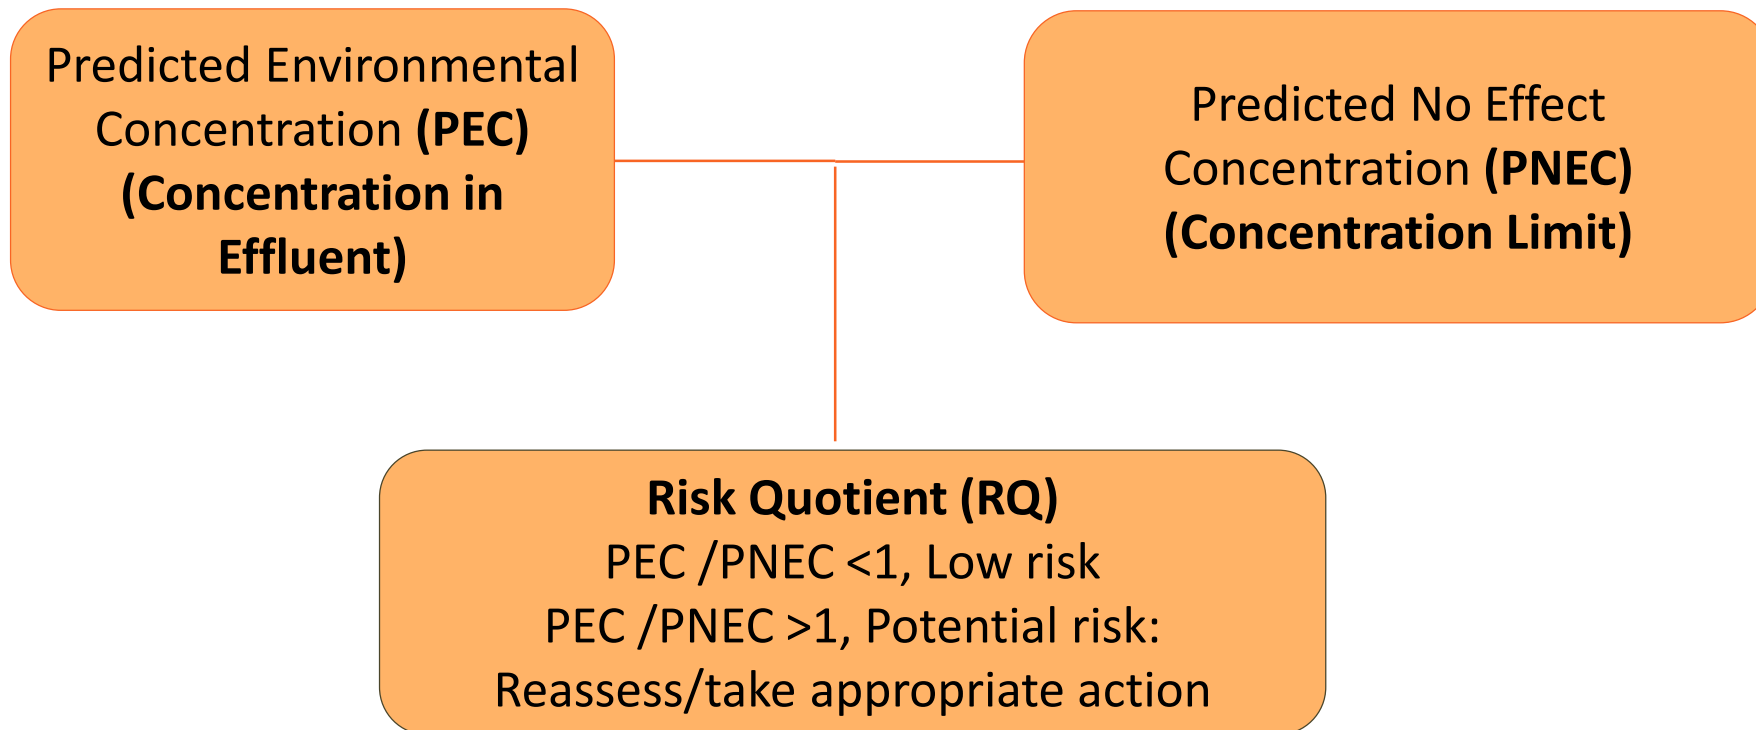 Predicted Environmental
Concentration (PEC)
(Concentration in
Effluent)
Predicted No Effect
Concentration (PNEC)
(Concentration Limit)
Risk Quotient (RQ)
PEC /PNEC <1, Low risk
PEC /PNEC >1, Potential risk:
Reassess/take appropriate action